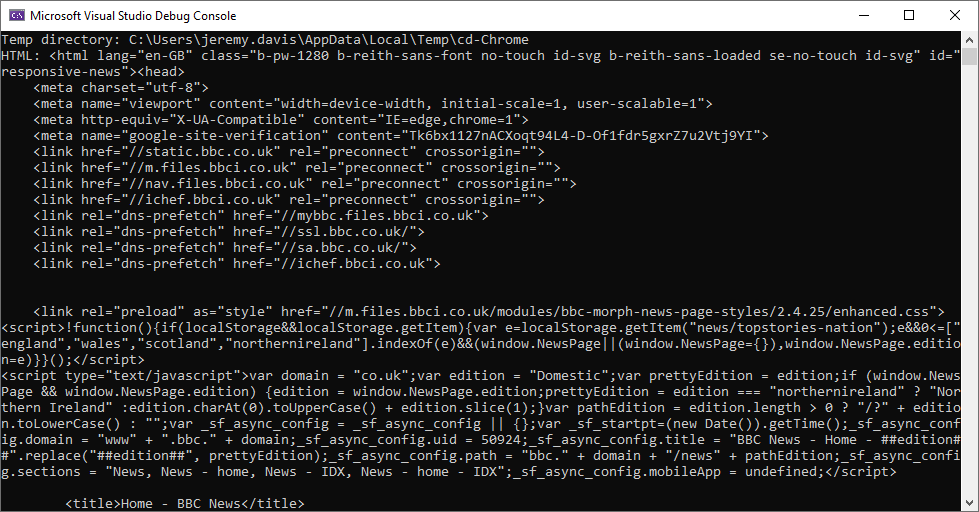 Microsoft Visual Studio Debug Console
Temp directory: C:\Users\jeremy.davis\AppData\Local\Temp\cd-Chrome
HTML: <html lang="en-GB" class="b-pw-1280 b-reith-sans-font no-touch id-svg b-reith-sans-loaded se-no-touch id-svg" id="
responsive-news"><head>
    <meta charset="utf-8">
    <meta name="viewport" content="width=device-width, initial-scale=1, user-scalable=1">
    <meta http-equiv="X-UA-Compatible" content="IE=edge,chrome=1">
    <meta name="google-site-verification" content="Tk6bx1127nACXoqt94L4-D-Of1fdr5gxrZ7u2Vtj9YI">
    <link href="//static.bbc.co.uk" rel="preconnect" crossorigin="">
    <link href="//m.files.bbci.co.uk" rel="preconnect" crossorigin="">
    <link href="//nav.files.bbci.co.uk" rel="preconnect" crossorigin="">
    <link href="//ichef.bbci.co.uk" rel="preconnect" crossorigin="">
    <link rel="dns-prefetch" href="//mybbc.files.bbci.co.uk">
    <link rel="dns-prefetch" href="//ssl.bbc.co.uk/">
    <link rel="dns-prefetch" href="//sa.bbc.co.uk/">
    <link rel="dns-prefetch" href="//ichef.bbci.co.uk">
    <link rel="preload" as="style" href="//m.files.bbci.co.uk/modules/bbc-morph-news-page-styles/2.4.25/enhanced.css">
<script>!function(){if(localStorage&&localStorage.getItem){var e=localStorage.getItem("news/topstories-nation");e&&0<=["
england","wales","scotland","northernireland"].indexOf(e)&&(window.NewsPage||(window.NewsPage={}),window.NewsPage.editio
n=e)}}();</script>
<script type="text/javascript">var domain = "co.uk";var edition = "Domestic";var prettyEdition = edition;if (window.News
Page && window.NewsPage.edition) {edition = window.NewsPage.edition;prettyEdition = edition === "northernireland" ? "Nor
thern Ireland" :edition.charAt(0).toUpperCase() + edition.slice(1);}var pathEdition = edition.length > 0 ? "/?" + editio
n.toLowerCase() : "";var _sf_async_config = _sf_async_config || {};var _sf_startpt=(new Date()).getTime();_sf_async_conf
ig.domain = "www" + ".bbc." + domain;_sf_async_config.uid = 50924;_sf_async_config.title = "BBC News - Home - ##edition#
#".replace("##edition##", prettyEdition);_sf_async_config.path = "bbc." + domain + "/news" + pathEdition;_sf_async_confi
g.sections = "News, News - home, News - IDX, News - home - IDX";_sf_async_config.mobileApp = undefined;</script>
        <title>Home - BBC News</title>